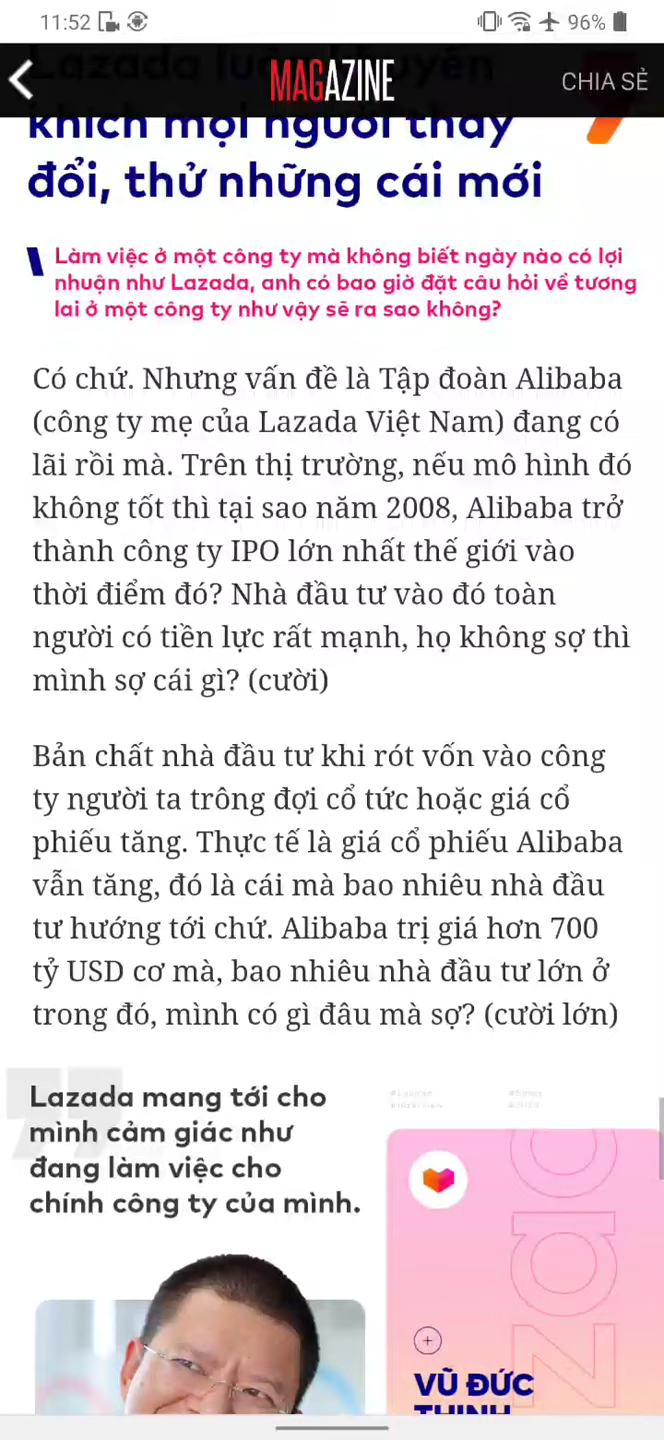 11:52
96%
MAGAZINE
CHIA SẺ
Lazada luôn khuyến
khích mọi người thay
đổi, thử những cái mới
Làm việc ở một công ty mà không biết ngày nào có lợi
nhuận như Lazada, anh có bao giờ đặt câu hỏi về tương
lai ở một công ty như vậy sẽ ra sao không?
Có chứ. Nhưng vấn đề là Tập đoàn Alibaba
(công ty mẹ của Lazada Việt Nam) đang có
lãi rồi mà. Trên thị trường, nếu mô hình đó
không tốt thì tại sao năm 2008, Alibaba trở
thành công ty IPO lớn nhất thế giới vào
thời điểm đó? Nhà đầu tư vào đó toàn
người có tiền lực rất mạnh, họ không sợ thì
mình sợ cái gì? (cười)
Bản chất nhà đầu tư khi rót vốn vào công
ty người ta trông đợi cổ tức hoặc giá cổ
phiếu tăng. Thực tế là giá cổ phiếu Alibaba
vẫn tăng, đó là cái mà bao nhiêu nhà đầu
tư hướng tới chứ. Alibaba trị giá hơn 700
tỷ USD cơ mà, bao nhiêu nhà đầu tư lớn ở
trong đó, mình có gì đâu mà sợ? (cười lớn)
Lazada mang tới cho
mình cảm giác như
đang làm việc cho
chính công ty của mình.
VŨ ĐỨC
THỊNH